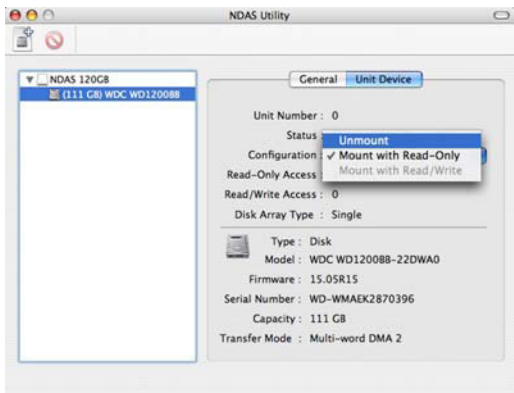 NDAS Utility
NDAS 120GB
(111 GB) WDC WD1200BB
General Unit Device
Unit Number : 0
Status :
Unmount
Configuration : ✓ Mount with Read-Only
Mount with Read/Write
Read-Only Access :
Read/Write Access : 0
Disk Array Type : Single
Type : Disk
Model : WDC WD1200BB-22DWA0
Firmware : 15.05R15
Serial Number : WD-WMAEK2870396
Capacity : 111 GB
Transfer Mode : Multi-word DMA 2